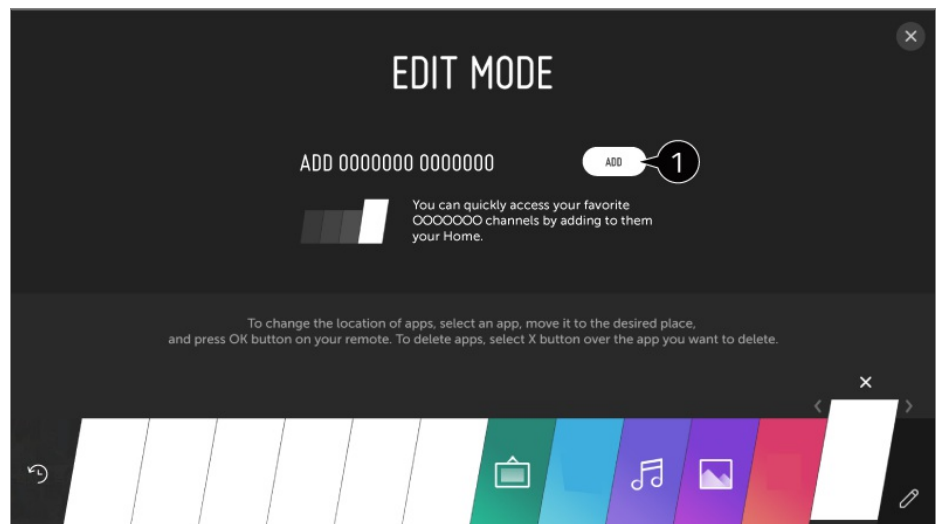 EDIT MODE
ADD OOOOOOO OOOOOOO
ADD
1
You can quickly access your favorite
OOOOOOO channels by adding to them
your Home.
To change the location of apps, select an app, move it to the desired place,
and press OK button on your remote. To delete apps, select X button over the app you want to delete.